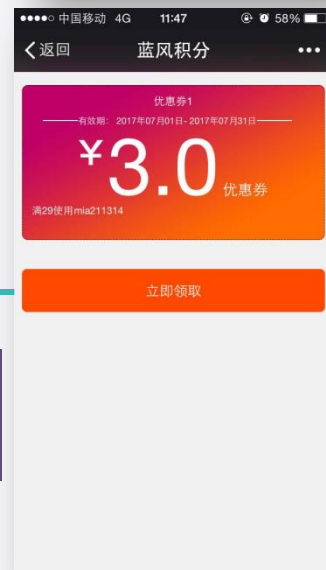 中国移动 4G 11:47 58%
返回 蓝风积分
优惠券1
有效期: 2017年07月01日- 2017年07月31日
¥3.0 优惠券
满29使用mia211314
立即领取